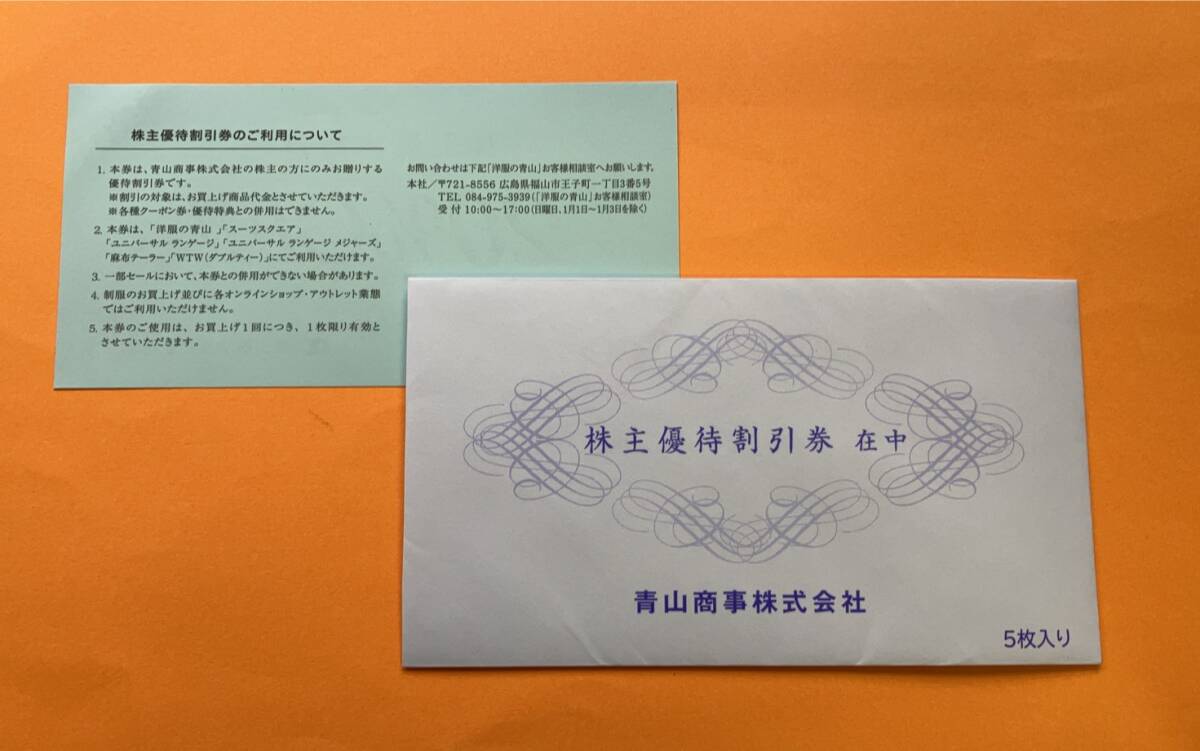 株主優待割引券のご利用について
1. 本券は、青山商事株式会社の株主の方にのみお贈りする
優待割引券です。
※割引の対象は、お買上げ商品代金とさせていただきます。
※各種クーポン券・優待特典との併用はできません。
2. 本券は、「洋服の青山 」「スーツスクエア」
「ユニバーサル ランゲージ」「ユニバーサル ランゲージ メジャーズ」
「麻布テーラー」「WTW(ダブルティー)」にてご利用いただけます。
3. 一部セールにおいて、本券との併用ができない場合があります。
4. 制服のお買上げ並びに各オンラインショップ・アウトレット業態
ではご利用いただけません。
5. 本券のご使用は、お買上げ1回につき、1枚限り有効と
させていただきます。
お問い合わせは下記「洋服の青山」お客様相談室へお願いします。
本社/〒721-8556 広島県福山市王子町一丁目3番5号
TEL 084-975-3939(「洋服の青山」お客様相談室)
受付 10:00〜17:00(日曜日、1月1日〜1月3日を除く)
株主優待割引券 在中
青山商事株式会社
5枚入り